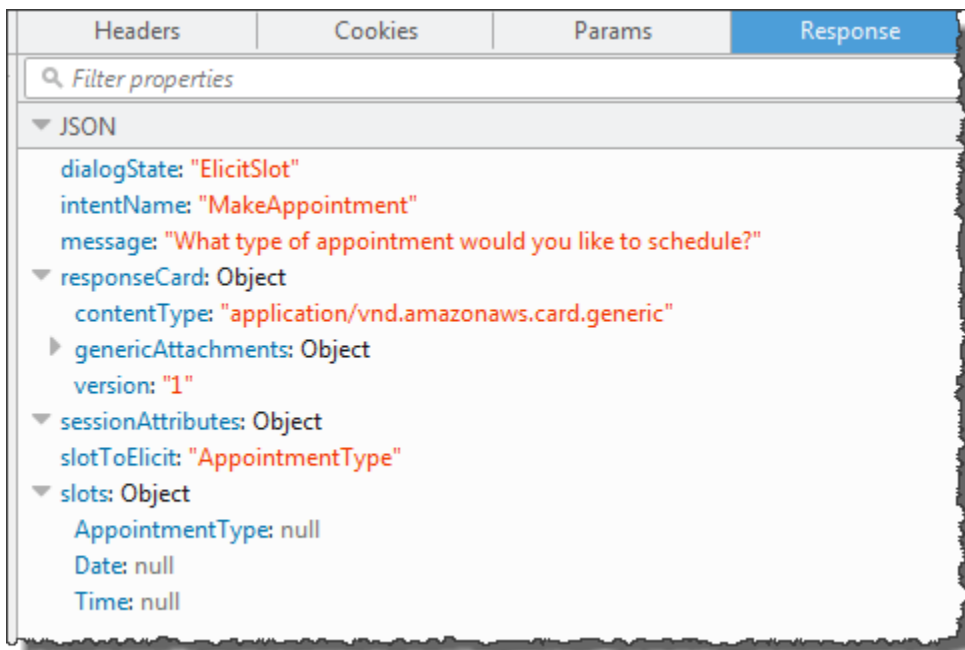 Headers Cookies Params Response
Filter properties
JSON
dialogState: "ElicitSlot"
intentName: "MakeAppointment"
message: "What type of appointment would you like to schedule?"
responseCard: Object
contentType: "application/vnd.amazonaws.card.generic"
genericAttachments: Object
version: "1"
sessionAttributes: Object
slotToElicit: "AppointmentType"
slots: Object
AppointmentType: null
Date: null
Time: null